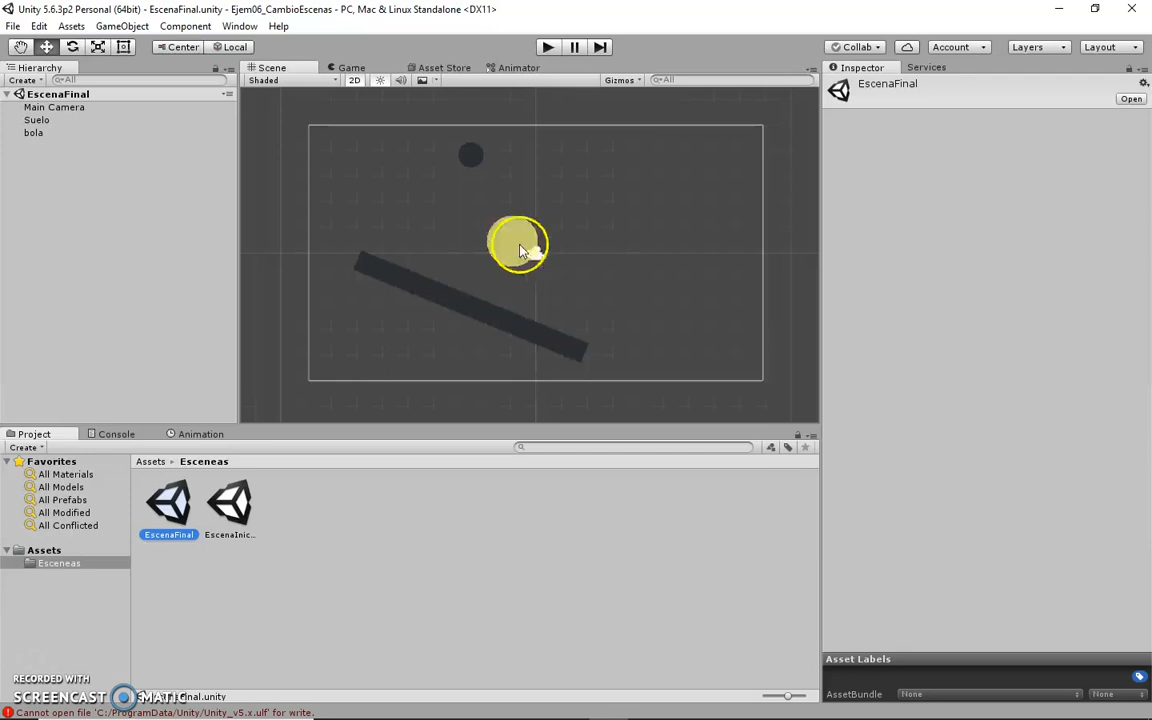 Unity 5.6.3p2 Personal (64bit) - EscenaFinal.unity - Ejem06_CambioEscenas - PC, Mac & Linux Standalone <DX11>
File Edit Assets GameObject Component Window Help
Center Local Collab Account Layers Layout
Hierarchy Scene Game Asset Store Animator Inspector Services
Create All Shaded 2D Gizmos All
EscenaFinal EscenaFinal
Open
Main Camera
Suelo
bola
Project Console Animation
Create
Favorites Assets Esceneas
All Materials
All Models
All Prefabs
All Modified
All Conflicted
EscenaFinal EscenaInic...
Assets
Esceneas
Asset Labels
RECORDED WITH
SCREENCAST MATIC
AssetBundle None None
Cannot open file 'C:/ProgramData/Unity/Unity_v5.x.ulf' for write.